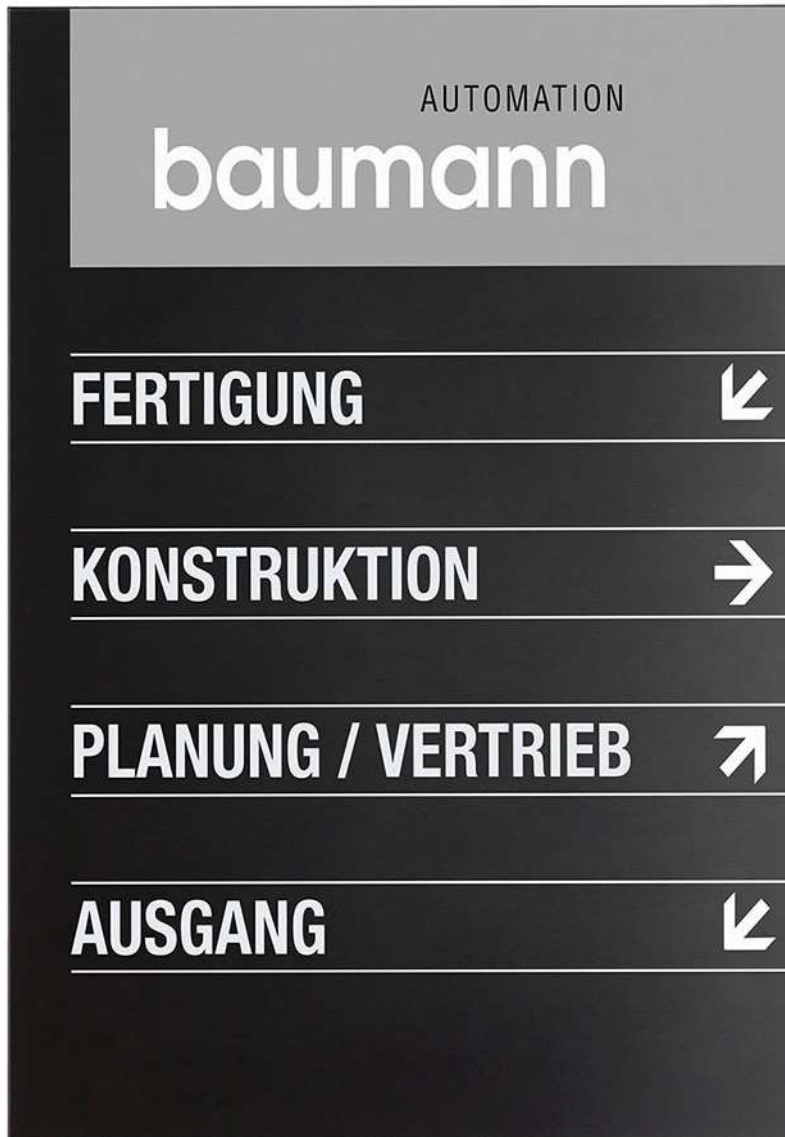 AUTOMATION
baumann
FERTIGUNG ↙
KONSTRUKTION →
PLANUNG / VERTRIEB ↗
AUSGANG ↙